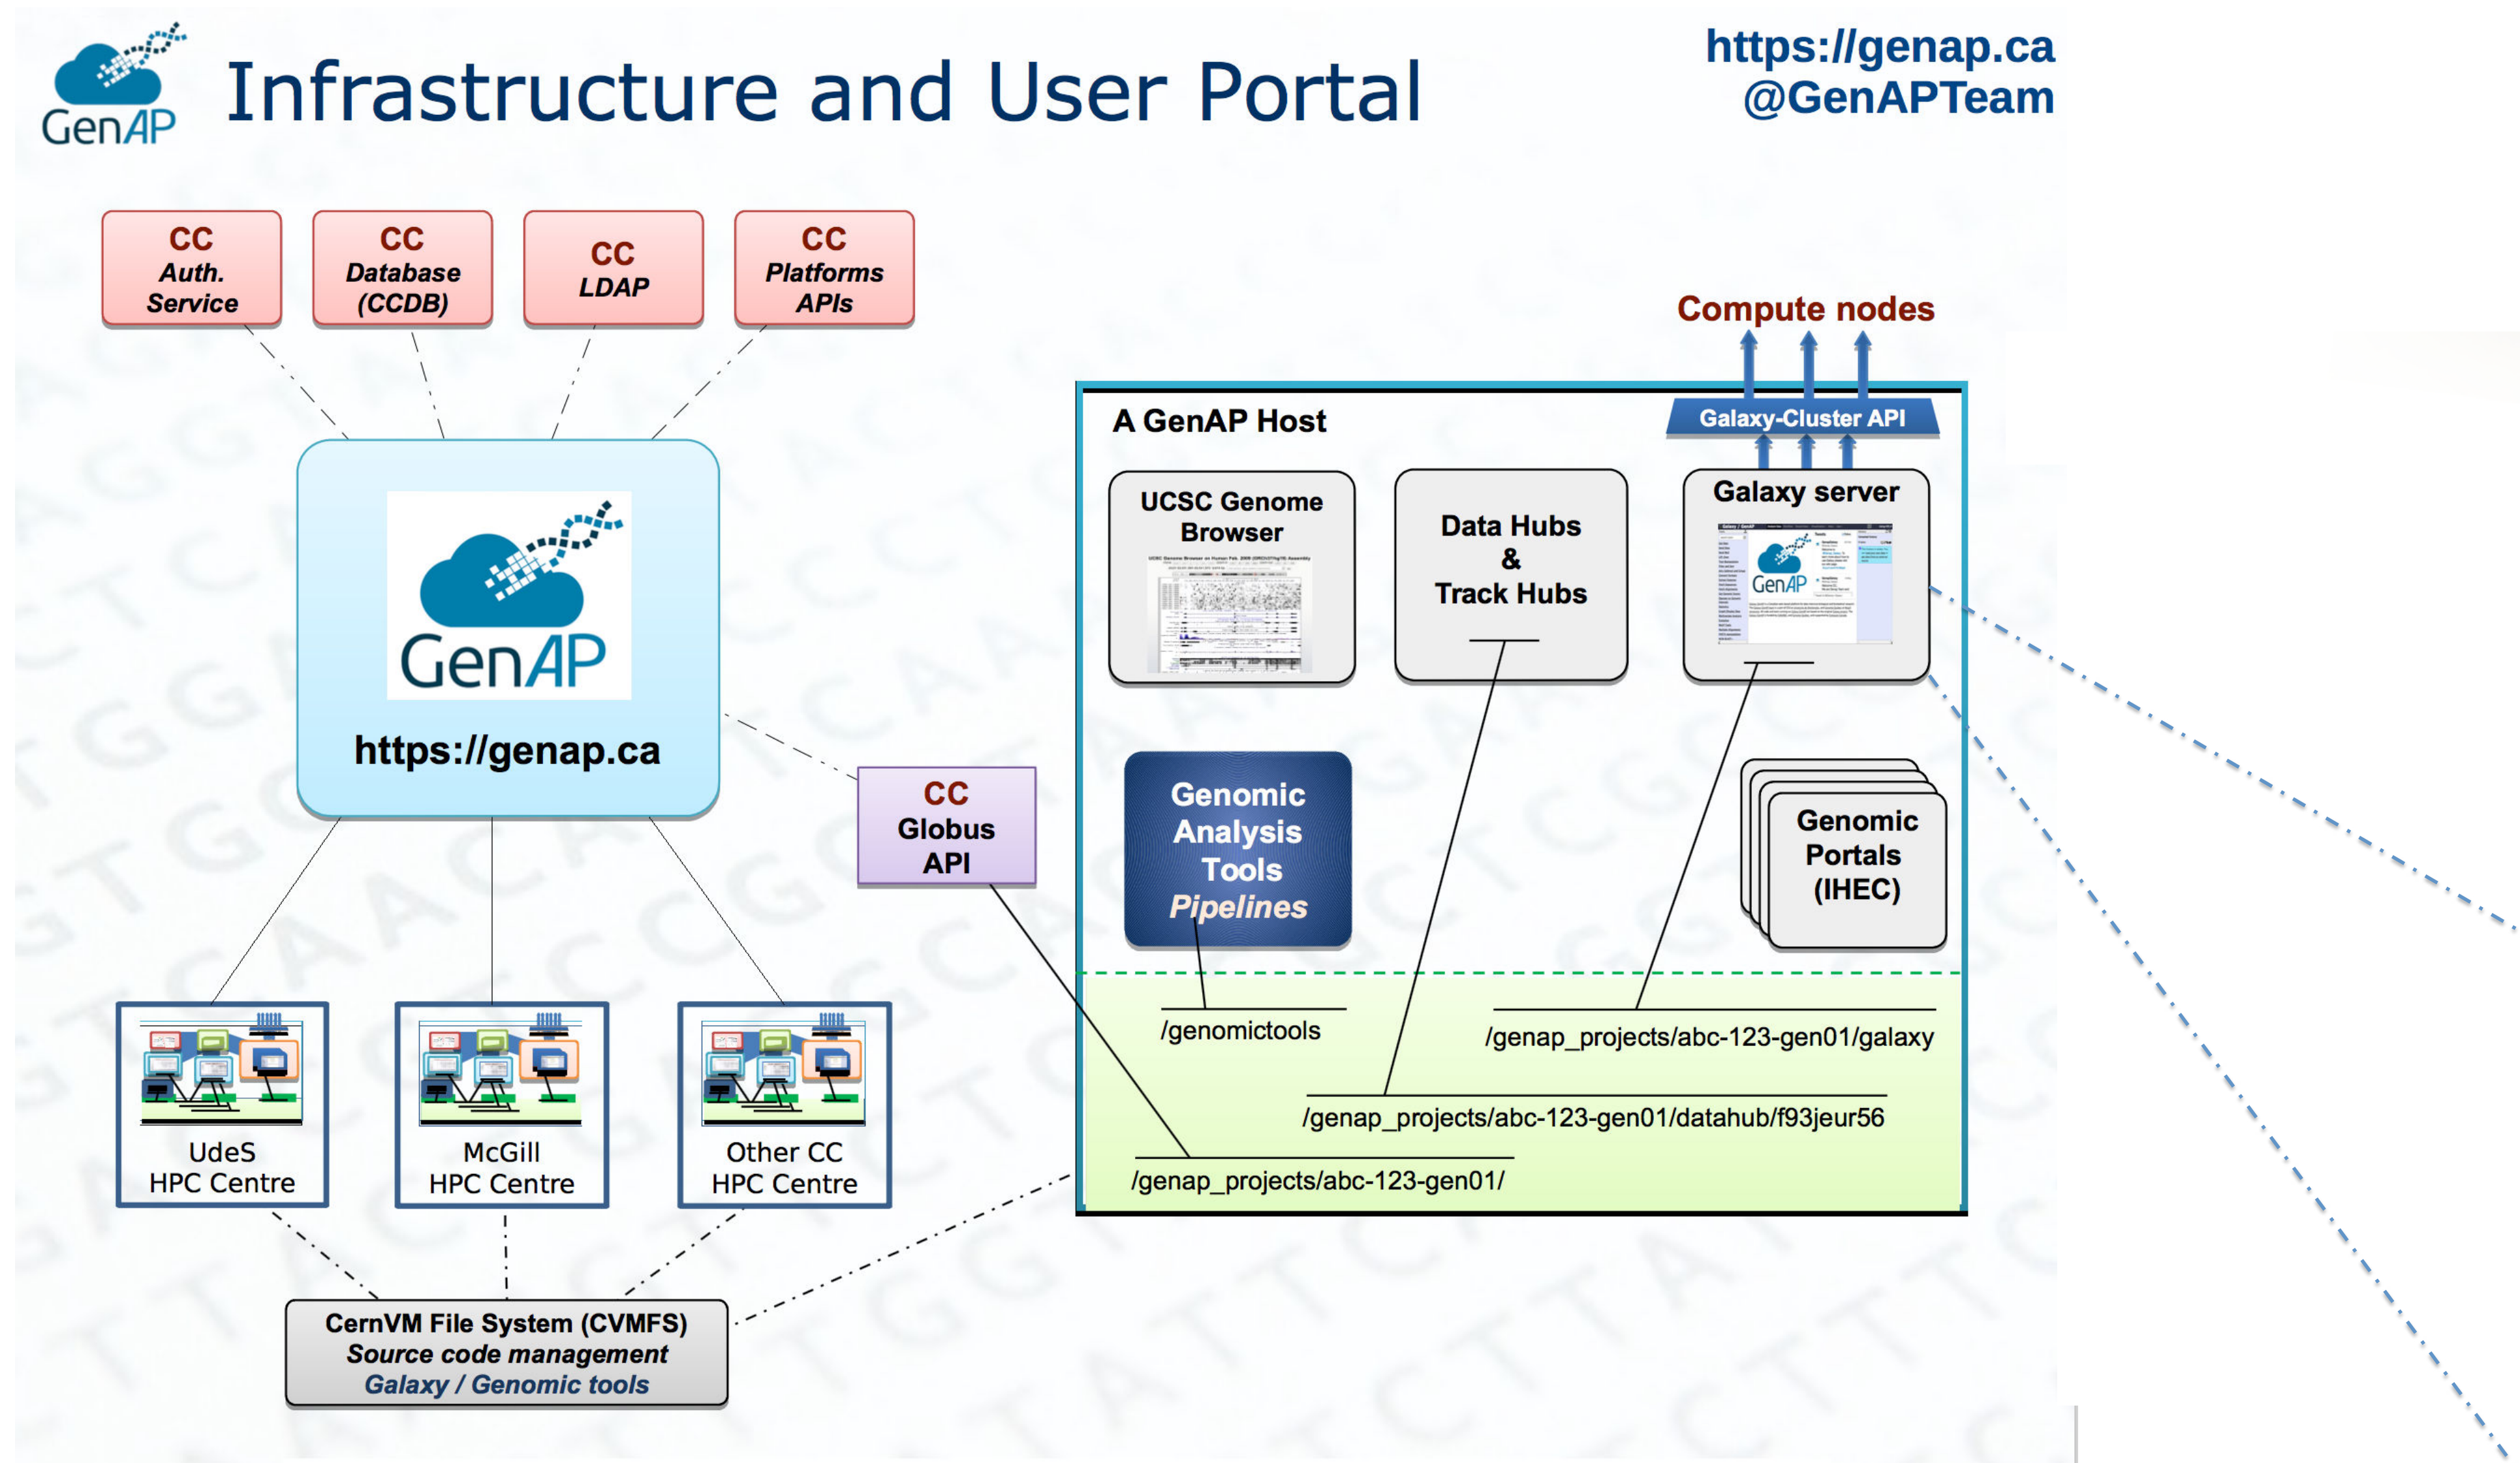 GenAP
Infrastructure and User Portal
https://genap.ca
@GenAPTeam
CC
Auth.
Service
CC
Database
(CCDB)
CC
LDAP
CC
Platforms
APIs
GenAP
https://genap.ca
CC
Globus
API
UdeS
HPC Centre
McGill
HPC Centre
Other CC
HPC Centre
CernVM File System (CVMFS)
Source code management
Galaxy / Genomic tools
Compute nodes
A GenAP Host
Galaxy-Cluster API
UCSC Genome
Browser
Data Hubs
&
Track Hubs
Galaxy server
GenAP
Genomic
Analysis
Tools
Pipelines
Genomic
Portals
(IHEC)
/genomictools
/genap_projects/abc-123-gen01/galaxy
/genap_projects/abc-123-gen01/datahub/f93jeur56
/genap_projects/abc-123-gen01/